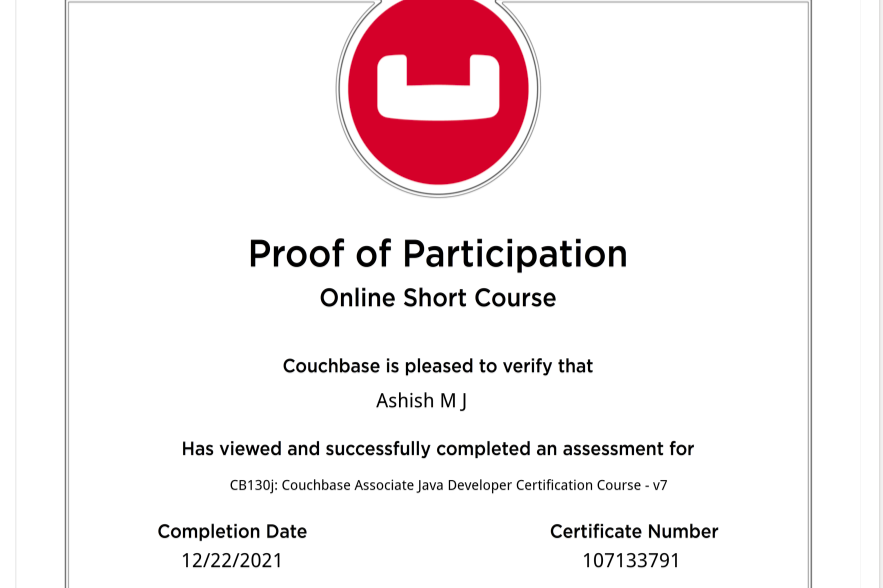 Proof of Participation
Online Short Course
Couchbase is pleased to verify that
Ashish M J
Has viewed and successfully completed an assessment for
CB130j: Couchbase Associate Java Developer Certification Course - v7
Completion Date
Certificate Number
12/22/2021
107133791